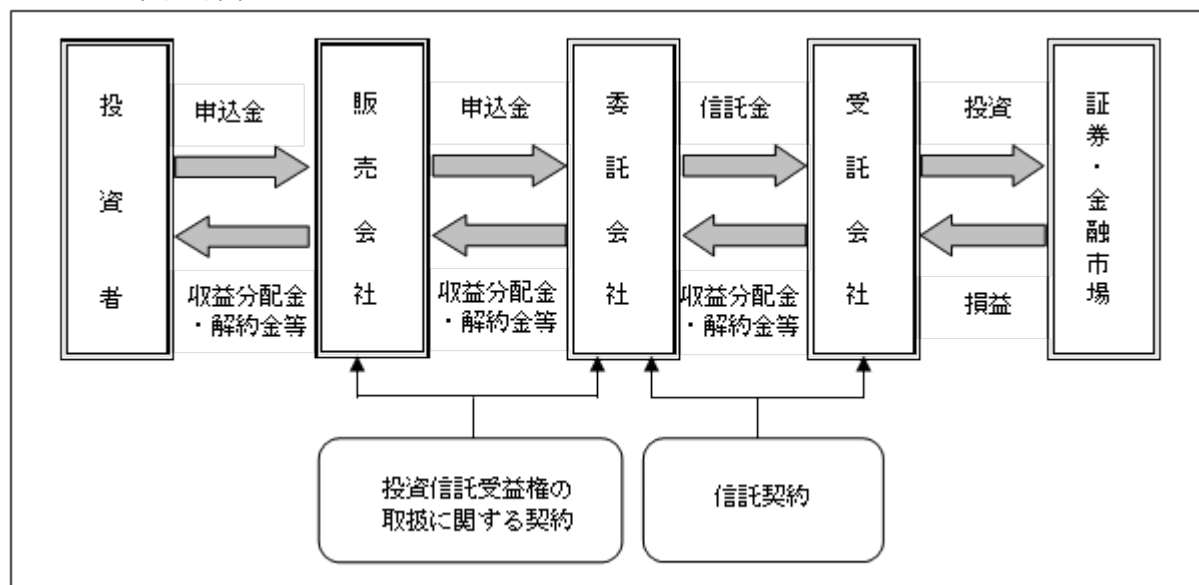 投資者
申込金
収益分配金
・解約金等
販売会社
申込金
収益分配金
・解約金等
委託会社
信託金
収益分配金
・解約金等
受託会社
投資
損益
証券・金融市場
投資信託受益権の
取扱に関する契約
信託契約